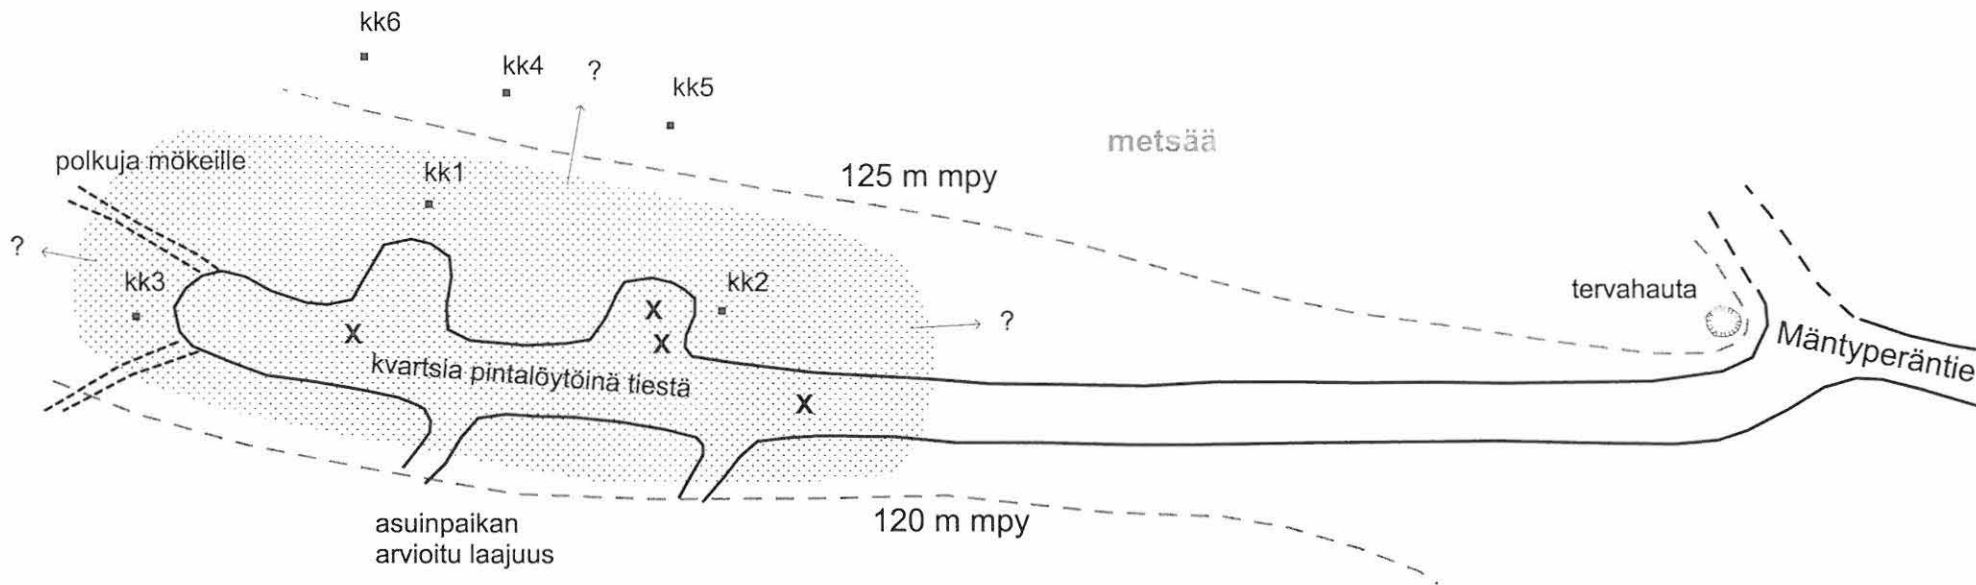 kk6
kk4
?
kk5
metsää
polkuja mökeille
kk1
125 m mpy
?
kk3
kk2
tervahauta
X
?
X
X
Mäntyperäntie
kvartsia pintalöytöinä tiestä
X
asuinpaikan
arvioitu laajuus
120 m mpy